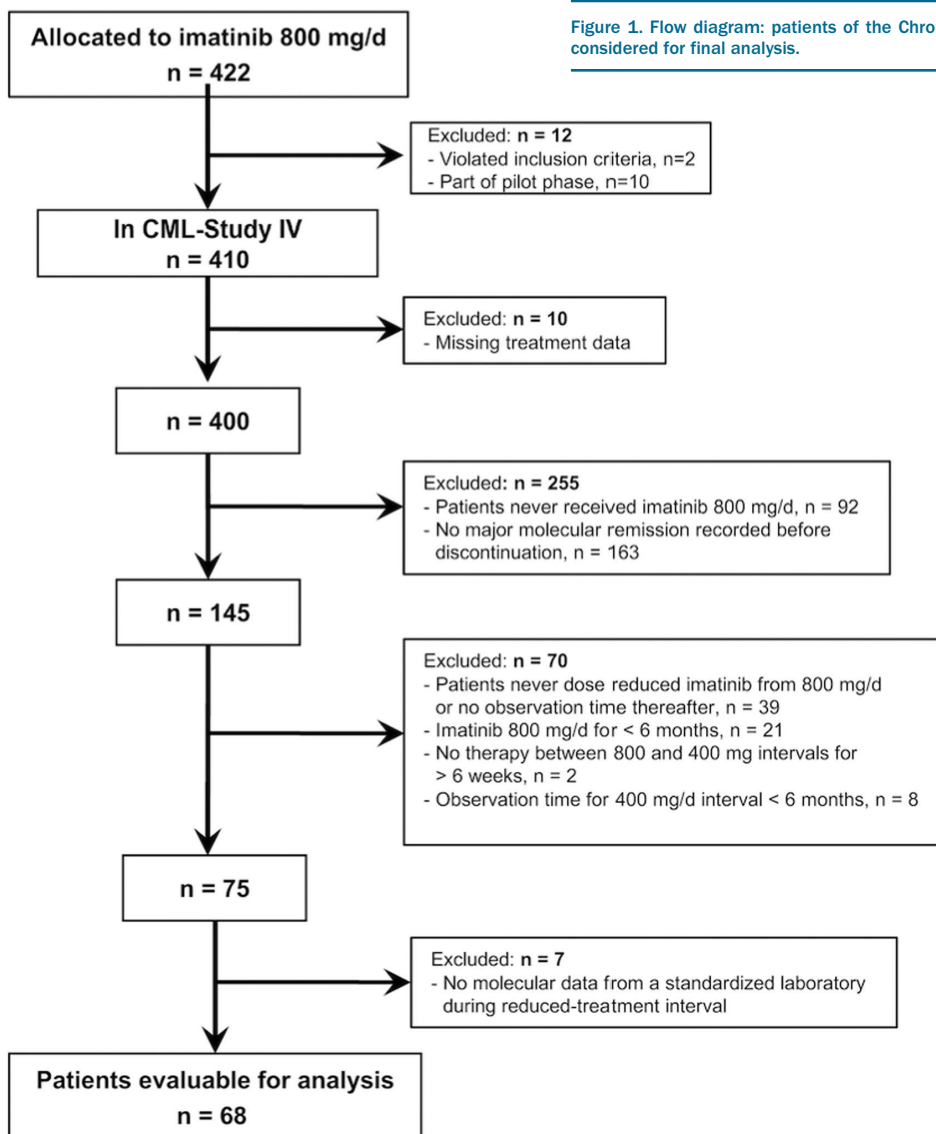 Allocated to imatinib 800 mg/d
n = 422
Figure 1. Flow diagram: patients of the Chro
considered for final analysis.
Excluded: n = 12
- Violated inclusion criteria, n=2
- Part of pilot phase, n=10
In CML-Study IV
n = 410
Excluded: n = 10
- Missing treatment data
n = 400
Excluded: n = 255
- Patients never received imatinib 800 mg/d, n = 92
- No major molecular remission recorded before
discontinuation, n = 163
n = 145
Excluded: n = 70
- Patients never dose reduced imatinib from 800 mg/d
or no observation time thereafter, n = 39
- Imatinib 800 mg/d for < 6 months, n = 21
- No therapy between 800 and 400 mg intervals for
> 6 weeks, n = 2
- Observation time for 400 mg/d interval < 6 months, n = 8
n = 75
Excluded: n = 7
- No molecular data from a standardized laboratory
during reduced-treatment interval
Patients evaluable for analysis
n = 68